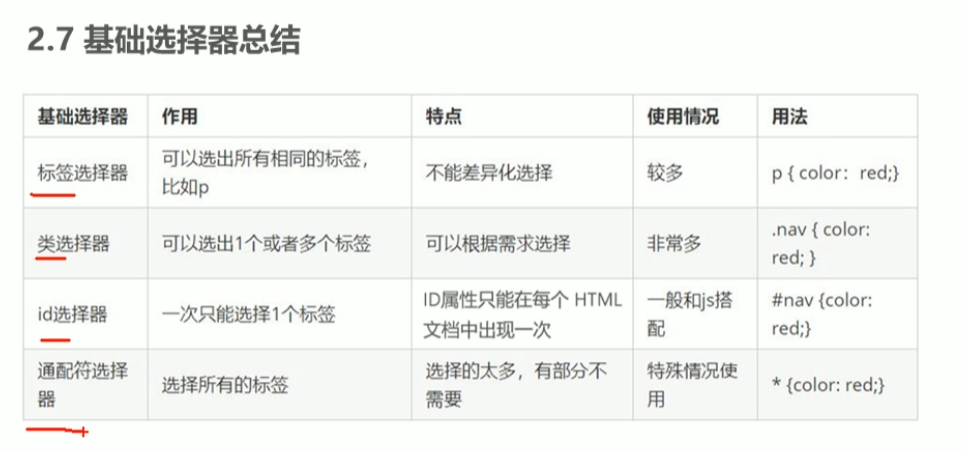 2.7 基础选择器总结
基础选择器 作用 特点 使用情况 用法
标签选择器 可以选出所有相同的标签，比如p 不能差异化选择 较多 p { color：red;}
类选择器 可以选出1个或者多个标签 可以根据需求选择 非常多 .nav { color: red; }
id选择器 一次只能选择1个标签 ID属性只能在每个 HTML 文档中出现一次 一般和js搭配 #nav {color: red;}
通配符选择器 选择所有的标签 选择的太多，有部分不需要 特殊情况使用 * {color: red;}